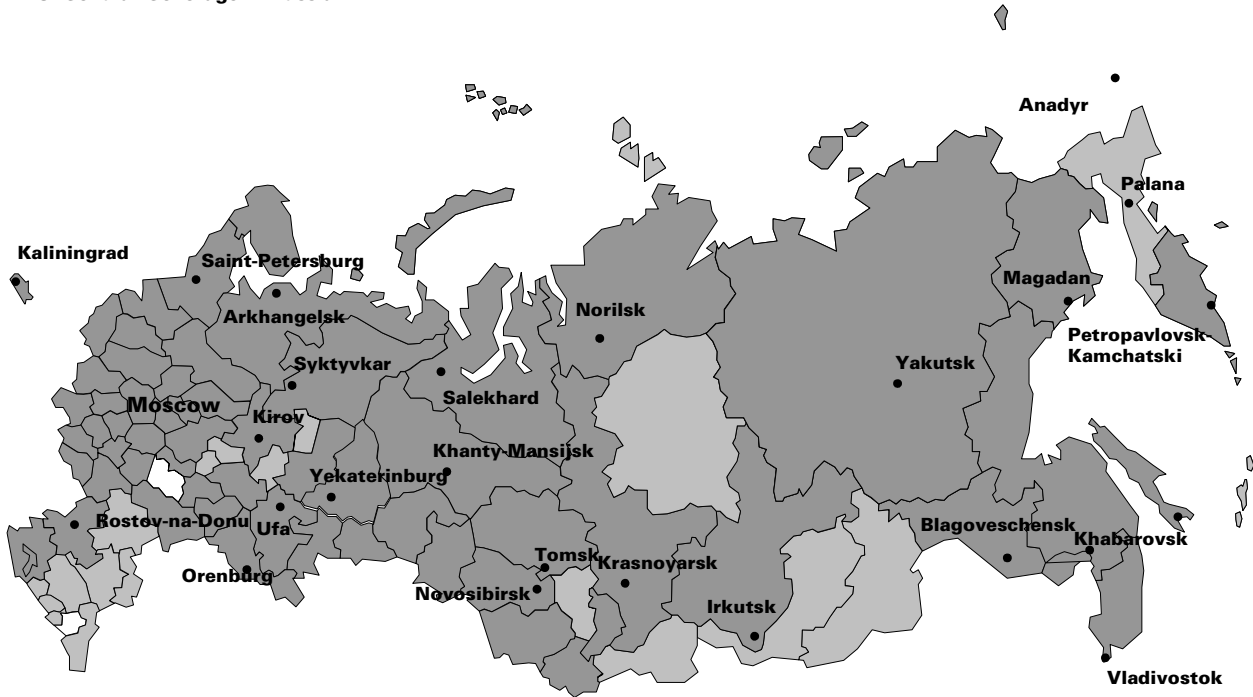 Anadyr
Palana
Kaliningrad
Saint-Petersburg
Magadan
Arkhangelsk
Norilsk
Petropavlovsk-
Kamchatski
Syktyvkar
Yakutsk
Salekhard
Moscow
Kirov
Khanty-Mansijsk
Yekaterinburg
Rostov-na-Donu
Ufa
Blagoveschensk
Khabarovsk
Tomsk
Krasnoyarsk
Orenburg
Novosibirsk
Irkutsk
Vladivostok